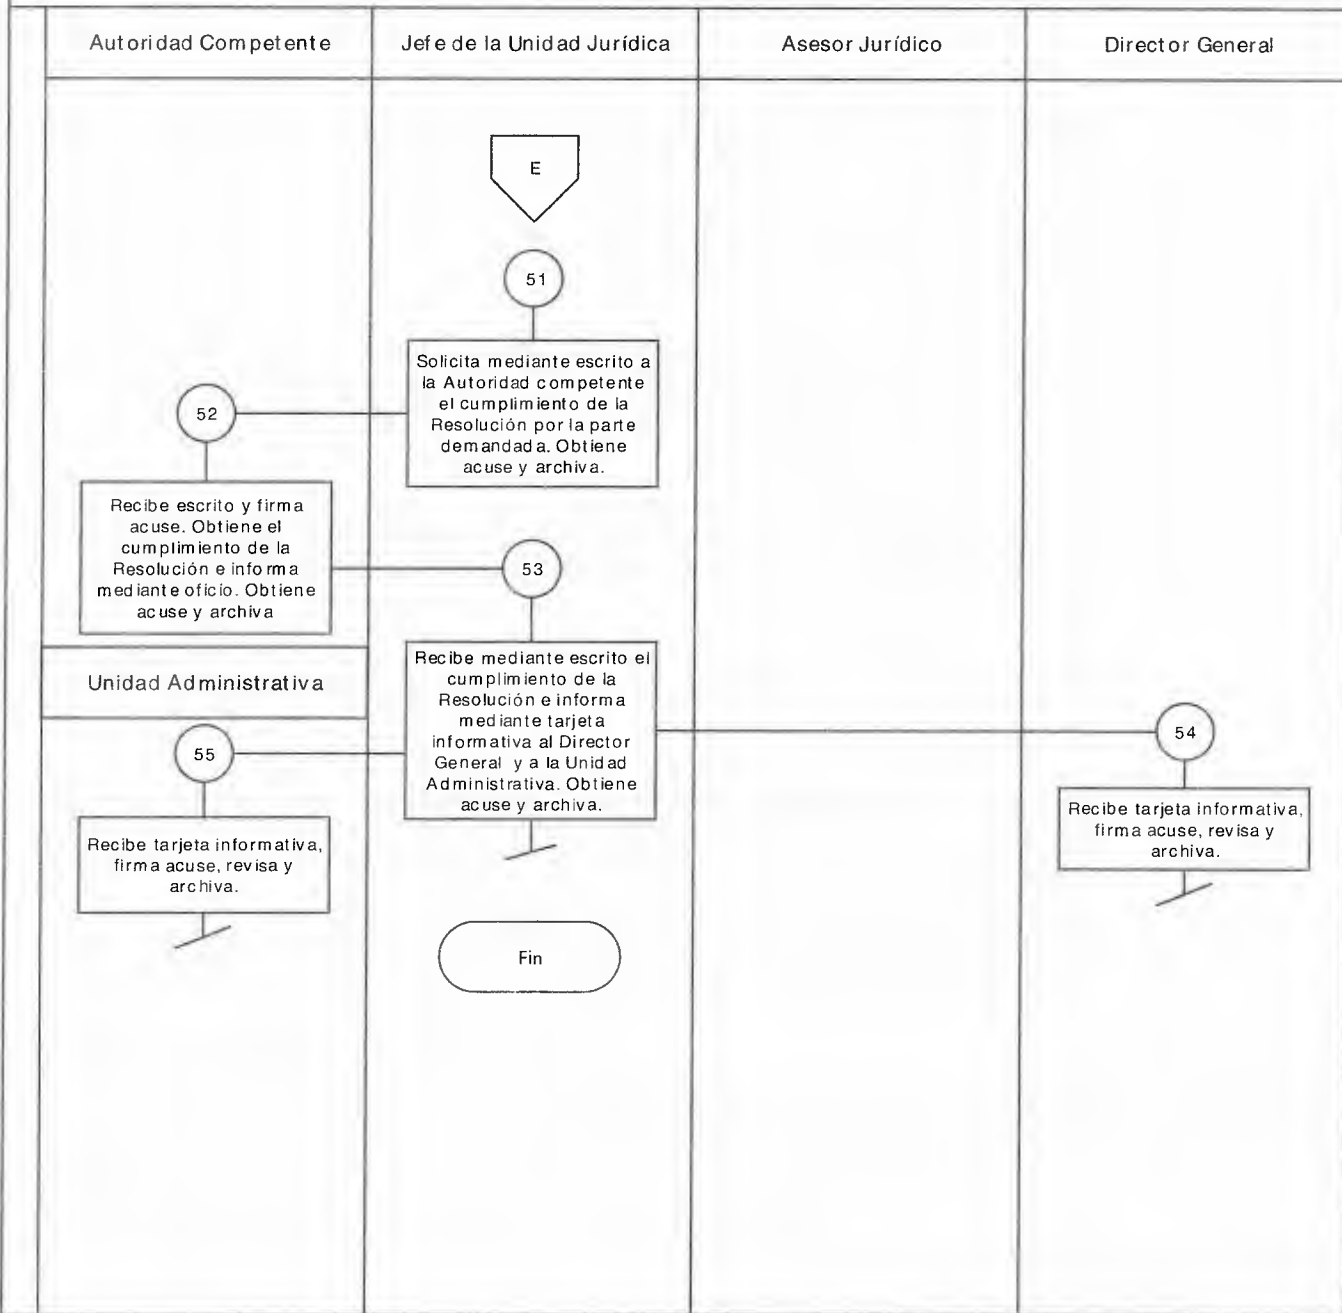 Autoridad Competente
Jefe de la Unidad Jurídica
Asesor Jurídico
Director General
E
51
Solicita mediante escrito a
la Autoridad competente
el cumplimiento de la
Resolución por la parte
demandada. Obtiene
acuse y archiva.
52
Recibe escrito y firma
acuse. Obtiene el
cumplimiento de la
Resolución e informa
mediante oficio. Obtiene
acuse y archiva
53
Recibe mediante escrito el
cumplimiento de la
Resolución e informa
mediante tarjeta
informativa al Director
General y a la Unidad
Administrativa. Obtiene
acuse y archiva.
54
Recibe tarjeta informativa,
firma acuse, revisa y
archiva.
Unidad Administrativa
55
Recibe tarjeta informativa,
firma acuse, revisa y
archiva.
Fin